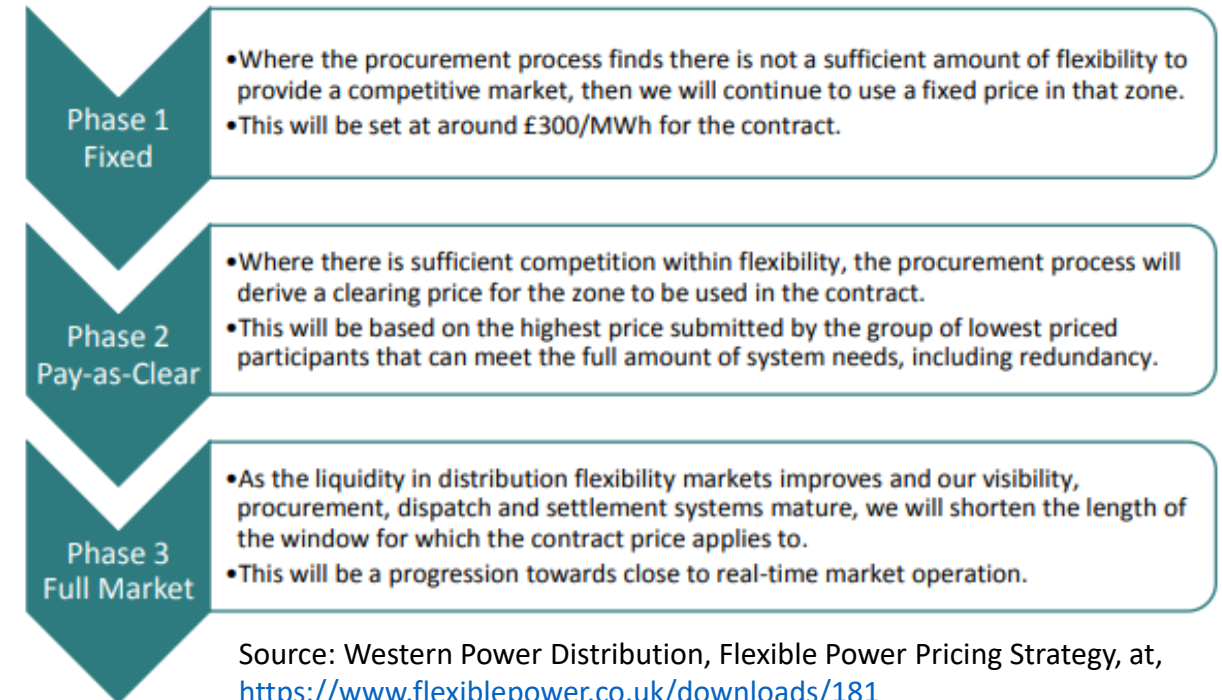 Phase 1
Fixed
•Where the procurement process finds there is not a sufficient amount of flexibility to
provide a competitive market, then we will continue to use a fixed price in that zone.
•This will be set at around £300/MWh for the contract.
Phase 2
Pay-as-Clear
•Where there is sufficient competition within flexibility, the procurement process will
derive a clearing price for the zone to be used in the contract.
•This will be based on the highest price submitted by the group of lowest priced
participants that can meet the full amount of system needs, including redundancy.
Phase 3
Full Market
•As the liquidity in distribution flexibility markets improves and our visibility,
procurement, dispatch and settlement systems mature, we will shorten the length of
the window for which the contract price applies to.
•This will be a progression towards close to real-time market operation.
Source: Western Power Distribution, Flexible Power Pricing Strategy, at,
https://www.flexiblepower.co.uk/downloads/181